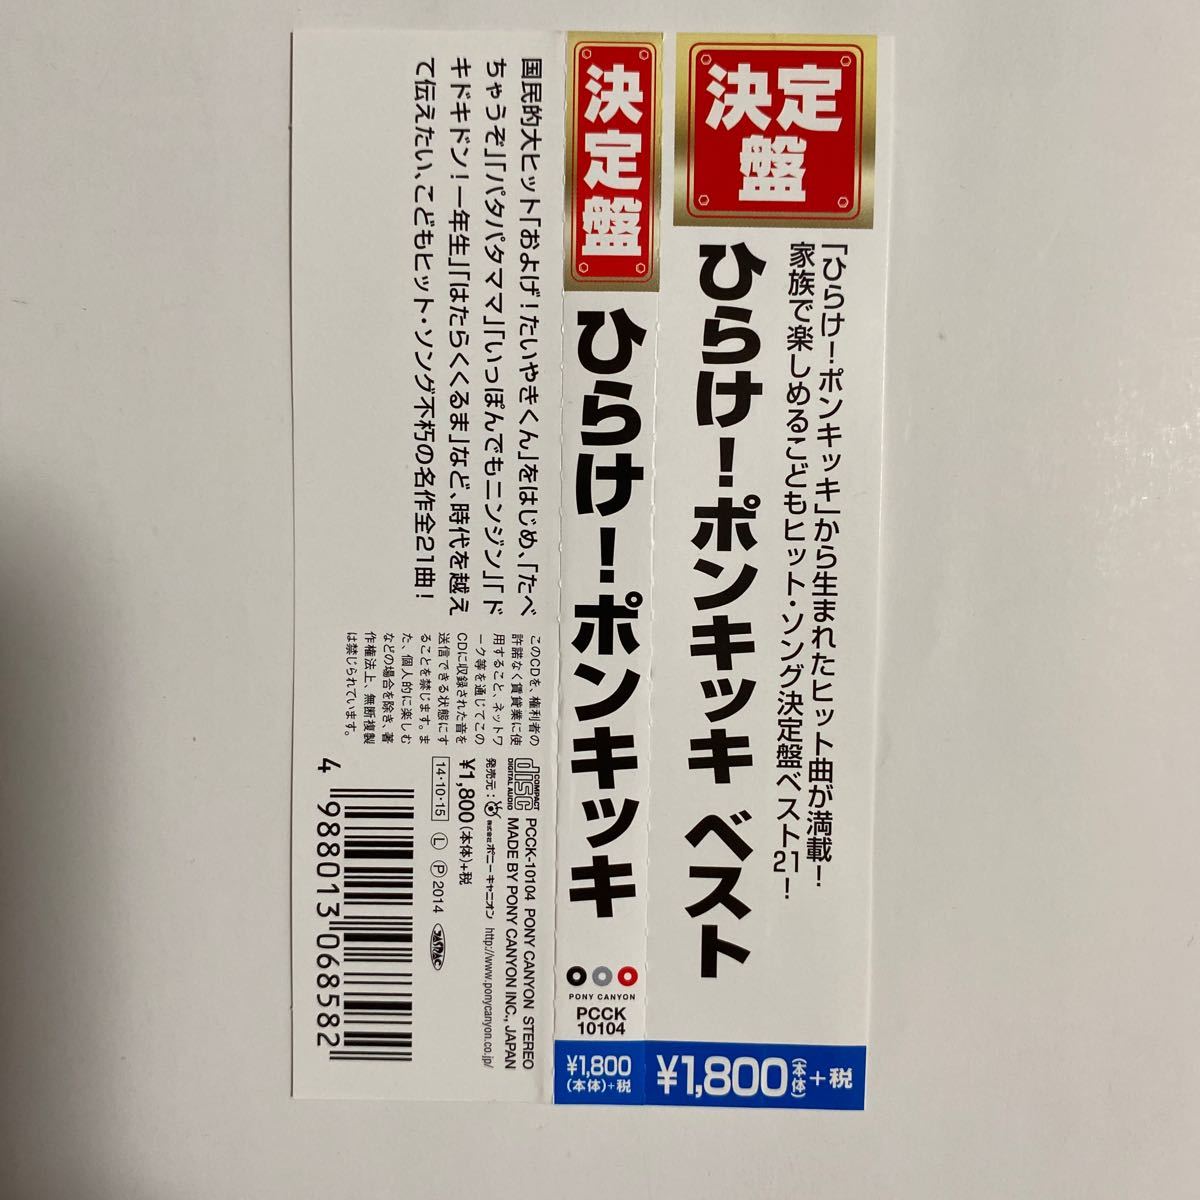 決定
盤
ひらけ！ポンキッキ ベスト
「ひらけ！ポンキッキ」から生まれたヒット曲が満載！
家族で楽しめるこどもヒット・ソング決定盤ベスト21！
¥1,800(本体)+税
決定盤
ひらけ！ポンキッキ
PONY CANYON
PCCK
10104
¥1,800
(本体)+税
国民的大ヒット「およげ！たいやきくん」をはじめ、「たべ
ちゃうぞ」「パタパタママ」「いっぽんでもニンジン」「ド
キドキドン！一年生」「はたらくくるま」など、時代を越え
て伝えたい、こどもヒット・ソング不朽の名作全21曲！
このCDを、権利者の
許諾なく賃貸業に使
用すること、ネットワ
ーク等を通じてこの
CDに収録された音を
送信できる状態にす
ることを禁じます。ま
た、個人的に楽しむ
などの場合を除き、著
作権法上、無断複製
は禁じられています。
COMPACT
disc
DIGITAL AUDIO
PCCK-10104 PONY CANYON STEREO
MADE BY PONY CANYON INC., JAPAN
発売元：株式会社ポニーキャニオン http://www.ponycanyon.co.jp/
¥1,800(本体)+税
14・10・15 Ⓛ Ⓟ 2014 JASRAC
4 988013 068582